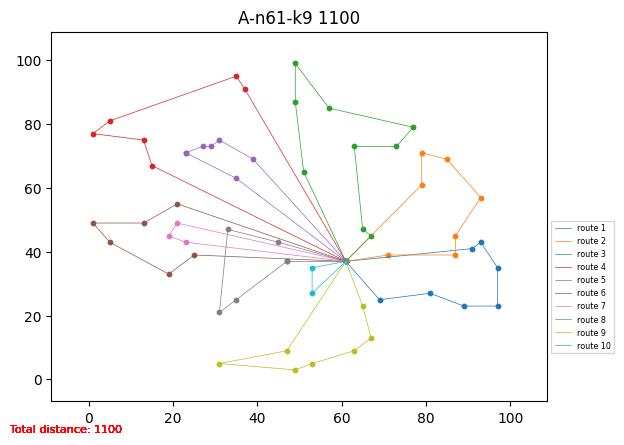 A-n61-k9 1100
100
80
60
40
20
0
0 20 40 60 80 100
route 1
route 2
route 3
route 4
route 5
route 6
route 7
route 8
route 9
route 10
Total distance: 1100